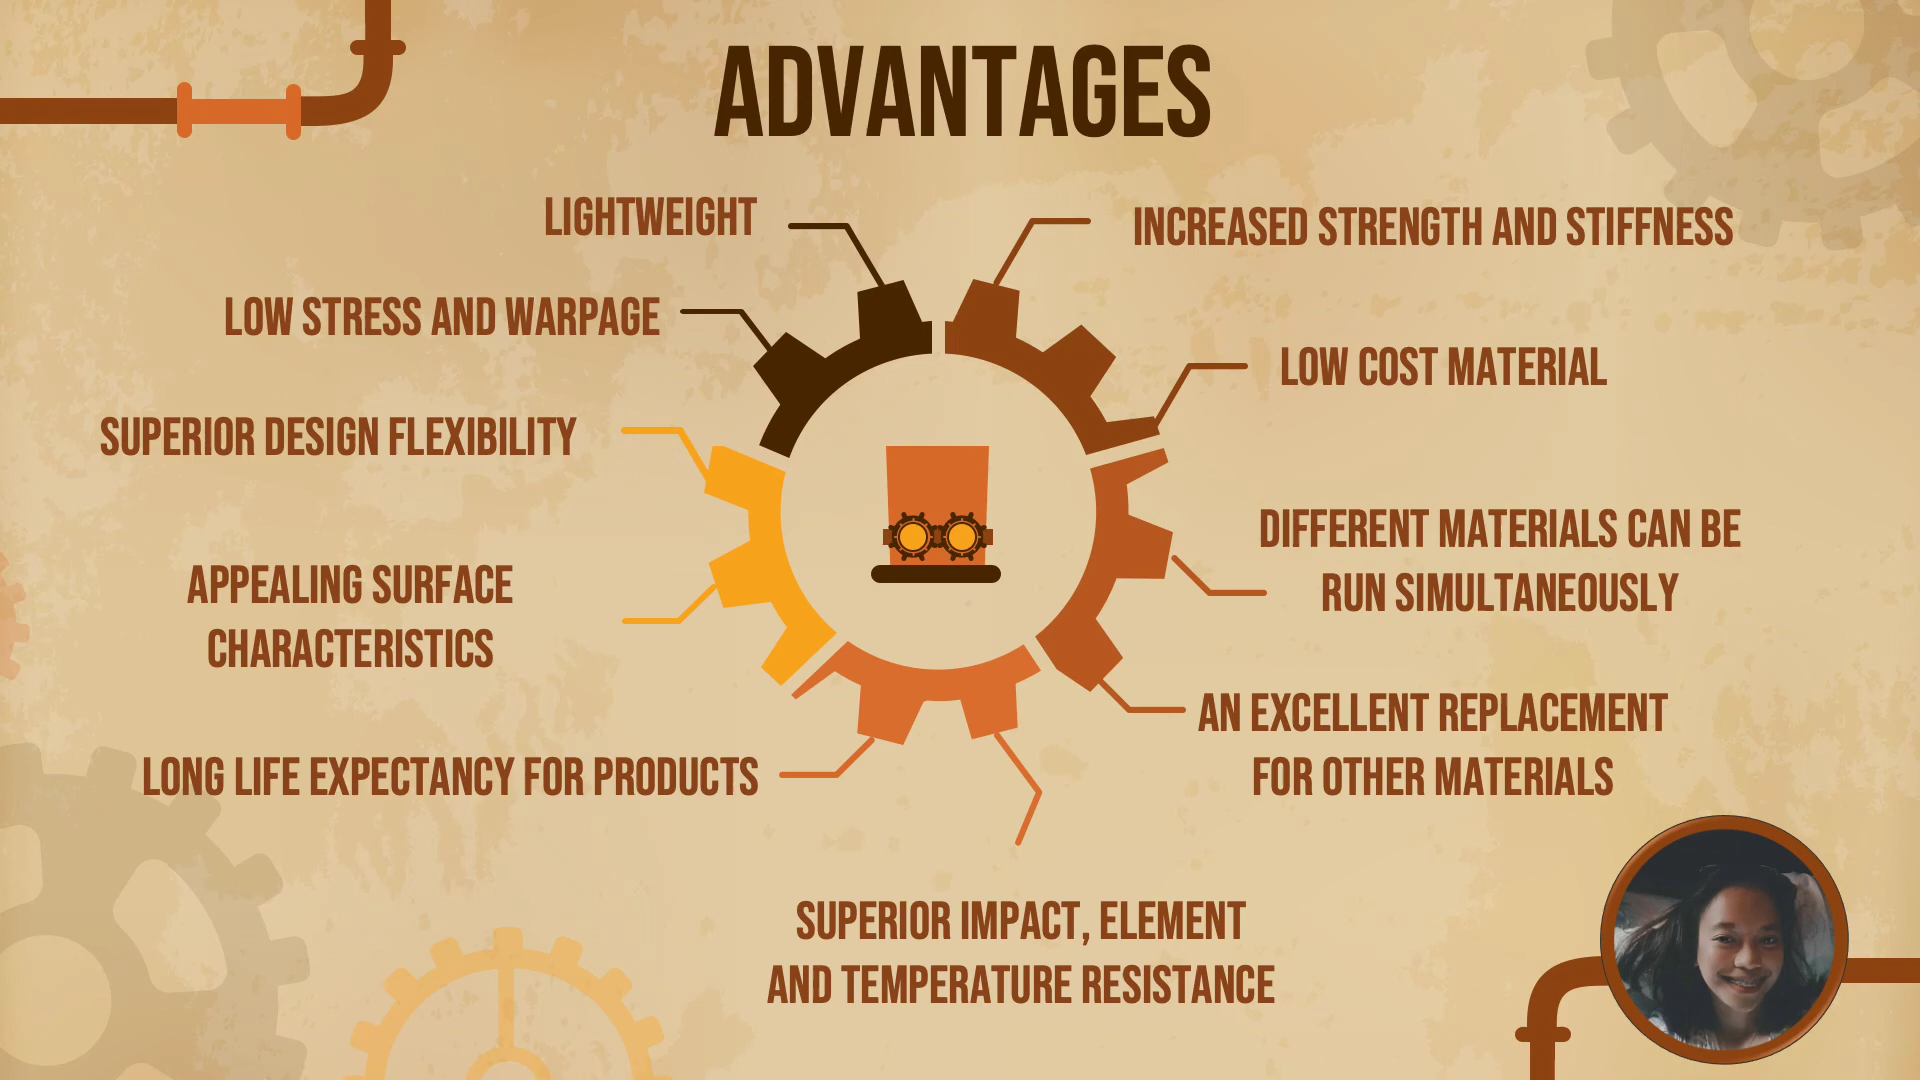 ADVANTAGES
LIGHTWEIGHT
INCREASED STRENGTH AND STIFFNESS
LOW STRESS AND WARPAGE
LOW COST MATERIAL
SUPERIOR DESIGN FLEXIBILITY
DIFFERENT MATERIALS CAN BE
RUN SIMULTANEOUSLY
APPEALING SURFACE
CHARACTERISTICS
AN EXCELLENT REPLACEMENT
FOR OTHER MATERIALS
LONG LIFE EXPECTANCY FOR PRODUCTS
SUPERIOR IMPACT, ELEMENT
AND TEMPERATURE RESISTANCE